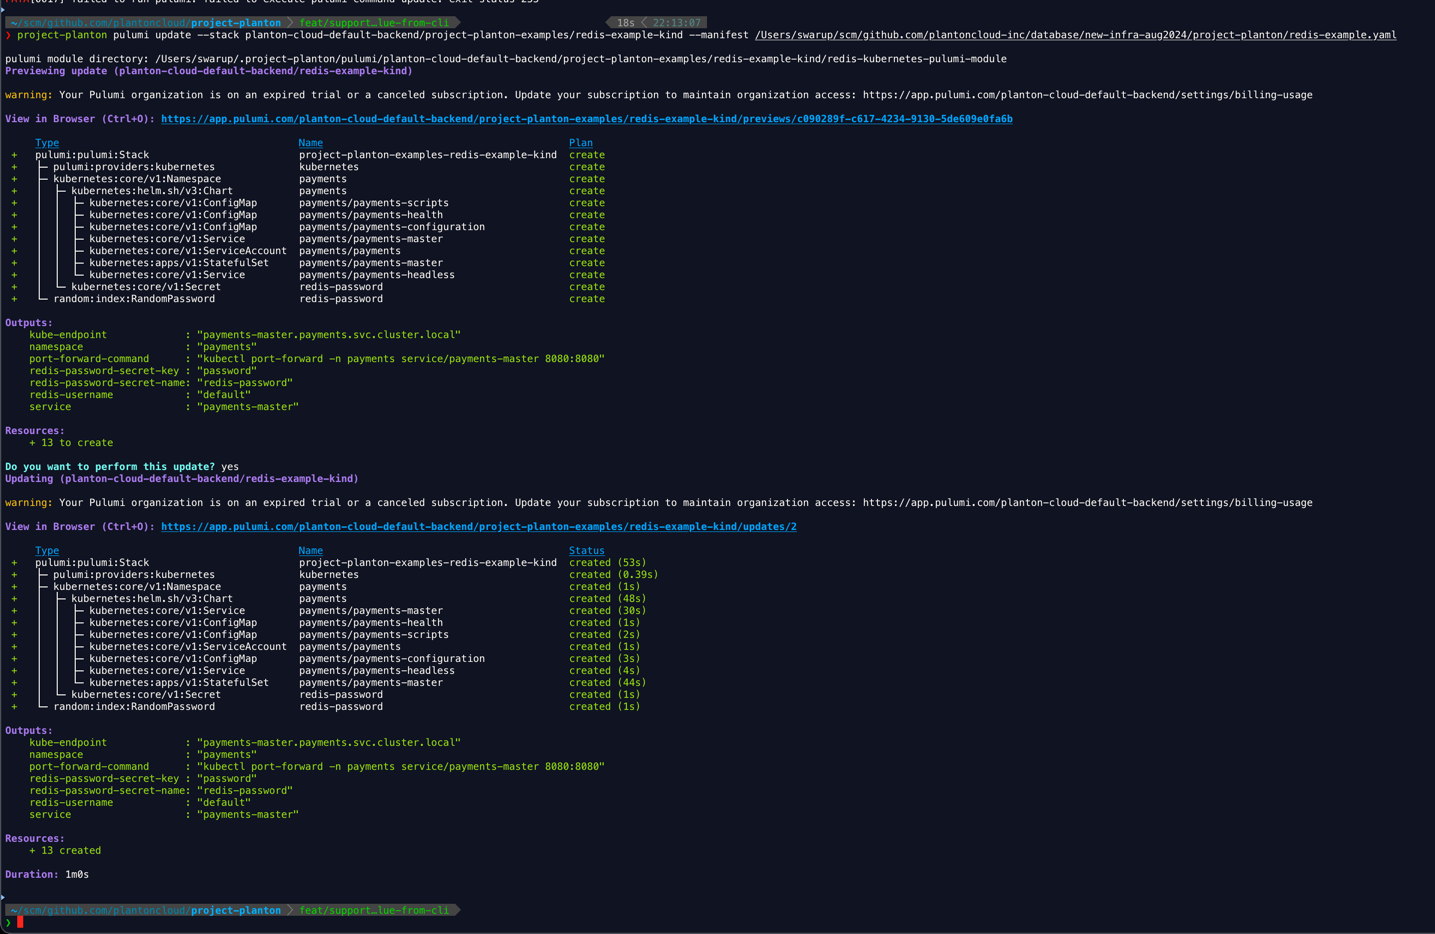 ~/scm/github.com/plantoncloud/project-planton > feat/support…lue-from-cli 18s < 22:13:07
❯ project-planton pulumi update --stack planton-cloud-default-backend/project-planton-examples/redis-example-kind --manifest /Users/swarup/scm/github.com/plantoncloud-inc/database/new-infra-aug2024/project-planton/redis-example.yaml
pulumi module directory: /Users/swarup/.project-planton/pulumi/planton-cloud-default-backend/project-planton-examples/redis-example-kind/redis-kubernetes-pulumi-module
Previewing update (planton-cloud-default-backend/redis-example-kind)
warning: Your Pulumi organization is on an expired trial or a canceled subscription. Update your subscription to maintain organization access: https://app.pulumi.com/planton-cloud-default-backend/settings/billing-usage
View in Browser (Ctrl+O): https://app.pulumi.com/planton-cloud-default-backend/project-planton-examples/redis-example-kind/previews/c090289f-c617-4234-9130-5de609e0fa6b
Type Name Plan
+ pulumi:pulumi:Stack project-planton-examples-redis-example-kind create
+ ├─ pulumi:providers:kubernetes kubernetes create
+ ├─ kubernetes:core/v1:Namespace payments create
+ │ ├─ kubernetes:helm.sh/v3:Chart payments create
+ │ │ ├─ kubernetes:core/v1:ConfigMap payments/payments-scripts create
+ │ │ ├─ kubernetes:core/v1:ConfigMap payments/payments-health create
+ │ │ ├─ kubernetes:core/v1:ConfigMap payments/payments-configuration create
+ │ │ ├─ kubernetes:core/v1:Service payments/payments-master create
+ │ │ ├─ kubernetes:core/v1:ServiceAccount payments/payments create
+ │ │ ├─ kubernetes:apps/v1:StatefulSet payments/payments-master create
+ │ │ └─ kubernetes:core/v1:Service payments/payments-headless create
+ │ └─ kubernetes:core/v1:Secret redis-password create
+ └─ random:index:RandomPassword redis-password create
Outputs:
kube-endpoint : "payments-master.payments.svc.cluster.local"
namespace : "payments"
port-forward-command : "kubectl port-forward -n payments service/payments-master 8080:8080"
redis-password-secret-key : "password"
redis-password-secret-name: "redis-password"
redis-username : "default"
service : "payments-master"
Resources:
+ 13 to create
Do you want to perform this update? yes
Updating (planton-cloud-default-backend/redis-example-kind)
warning: Your Pulumi organization is on an expired trial or a canceled subscription. Update your subscription to maintain organization access: https://app.pulumi.com/planton-cloud-default-backend/settings/billing-usage
View in Browser (Ctrl+O): https://app.pulumi.com/planton-cloud-default-backend/project-planton-examples/redis-example-kind/updates/2
Type Name Status
+ pulumi:pulumi:Stack project-planton-examples-redis-example-kind created (53s)
+ ├─ pulumi:providers:kubernetes kubernetes created (0.39s)
+ ├─ kubernetes:core/v1:Namespace payments created (1s)
+ │ ├─ kubernetes:helm.sh/v3:Chart payments created (48s)
+ │ │ ├─ kubernetes:core/v1:Service payments/payments-master created (30s)
+ │ │ ├─ kubernetes:core/v1:ConfigMap payments/payments-health created (1s)
+ │ │ ├─ kubernetes:core/v1:ConfigMap payments/payments-scripts created (2s)
+ │ │ ├─ kubernetes:core/v1:ServiceAccount payments/payments created (1s)
+ │ │ ├─ kubernetes:core/v1:ConfigMap payments/payments-configuration created (3s)
+ │ │ ├─ kubernetes:core/v1:Service payments/payments-headless created (4s)
+ │ │ └─ kubernetes:apps/v1:StatefulSet payments/payments-master created (44s)
+ │ └─ kubernetes:core/v1:Secret redis-password created (1s)
+ └─ random:index:RandomPassword redis-password created (1s)
Outputs:
kube-endpoint : "payments-master.payments.svc.cluster.local"
namespace : "payments"
port-forward-command : "kubectl port-forward -n payments service/payments-master 8080:8080"
redis-password-secret-key : "password"
redis-password-secret-name: "redis-password"
redis-username : "default"
service : "payments-master"
Resources:
+ 13 created
Duration: 1m0s
~/scm/github.com/plantoncloud/project-planton > feat/support…lue-from-cli
❯